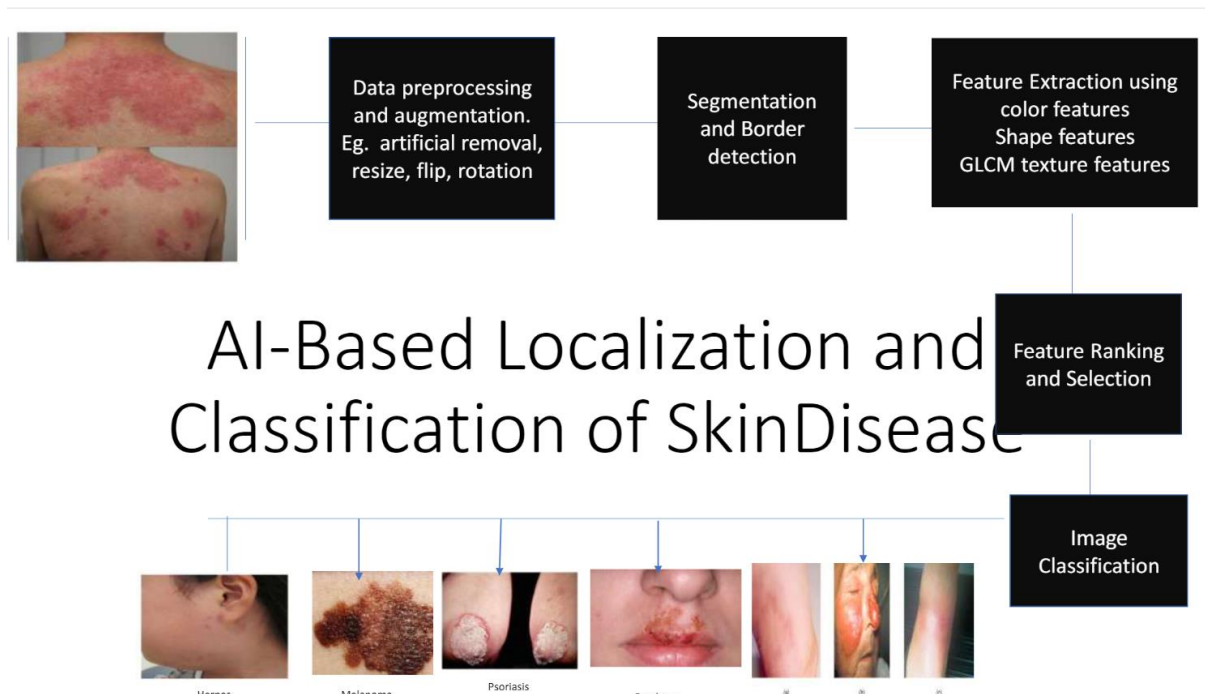 Data preprocessing
and augmentation.
Eg. artificial removal,
resize, flip, rotation
Segmentation
and Border
detection
Feature Extraction using
color features
Shape features
GLCM texture features
AI-Based Localization and
Classification of SkinDisease
Feature Ranking
and Selection
Image
Classification
Psoriasis